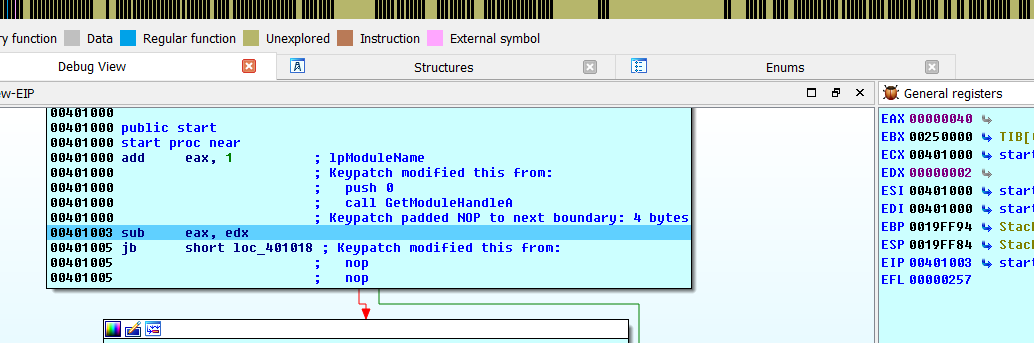 ry function Data Regular function Unexplored Instruction External symbol
Debug View Structures Enums
ew-EIP General registers
00401000
00401000 public start
00401000 start proc near
00401000 add eax, 1 ; lpModuleName
00401000 ; Keypatch modified this from:
00401000 ; push 0
00401000 ; call GetModuleHandleA
00401000 ; Keypatch padded NOP to next boundary: 4 bytes
00401003 sub eax, edx
00401005 jb short loc_401018 ; Keypatch modified this from:
00401005 ; nop
00401005 ; nop
EAX 00000040
EBX 00250000 TIB[
ECX 00401000 start
EDX 00000002
ESI 00401000 start
EDI 00401000 start
EBP 0019FF94 Stac
ESP 0019FF84 Stac
EIP 00401003 start
EFL 00000257